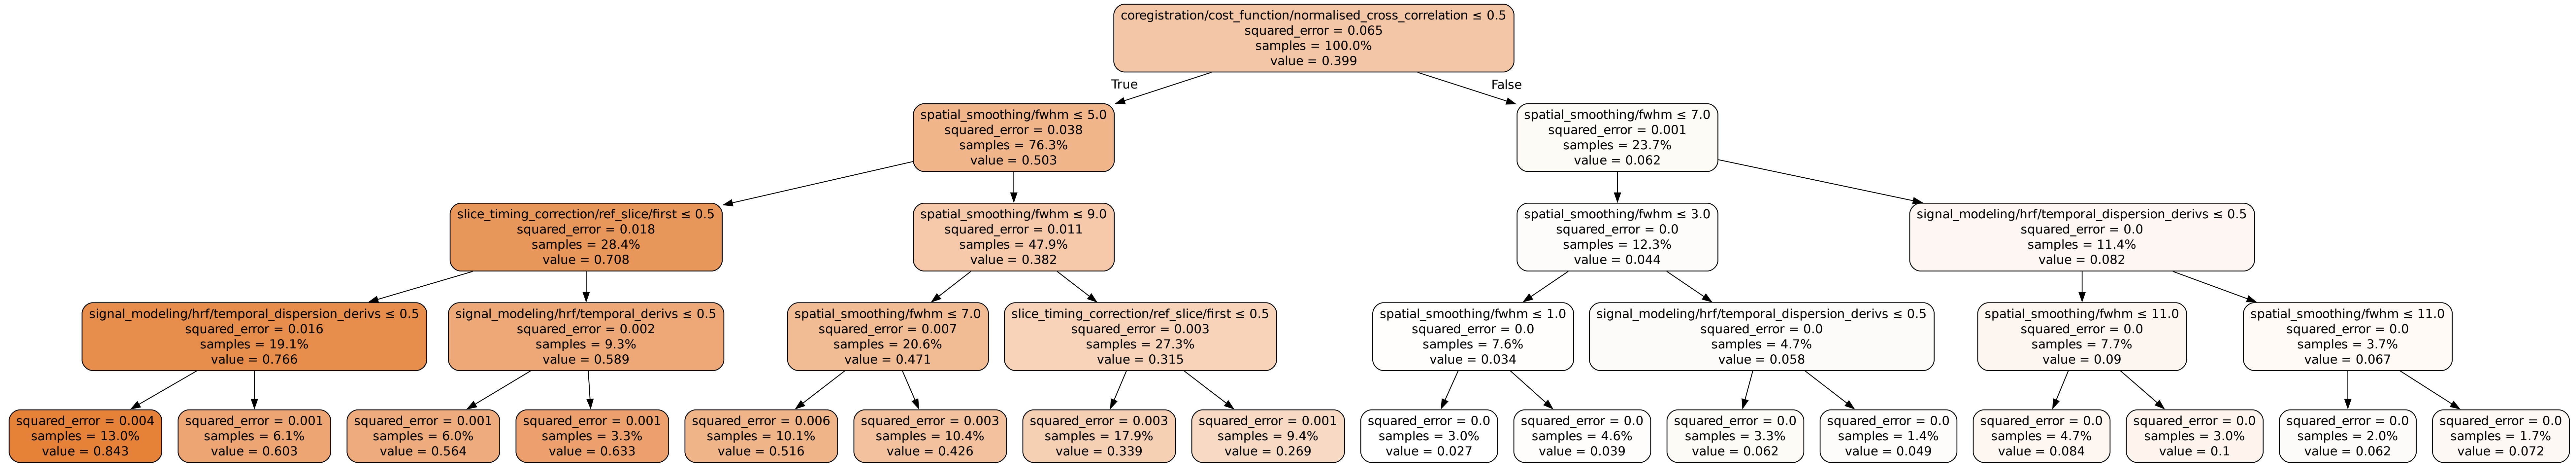 coregistration/cost_function/normalised_cross_correlation ≤ 0.5
squared_error = 0.065
samples = 100.0%
value = 0.399
True
False
spatial_smoothing/fwhm ≤ 5.0
squared_error = 0.038
samples = 76.3%
value = 0.503
spatial_smoothing/fwhm ≤ 7.0
squared_error = 0.001
samples = 23.7%
value = 0.062
slice_timing_correction/ref_slice/first ≤ 0.5
squared_error = 0.018
samples = 28.4%
value = 0.708
spatial_smoothing/fwhm ≤ 9.0
squared_error = 0.011
samples = 47.9%
value = 0.382
spatial_smoothing/fwhm ≤ 3.0
squared_error = 0.0
samples = 12.3%
value = 0.044
signal_modeling/hrf/temporal_dispersion_derivs ≤ 0.5
squared_error = 0.0
samples = 11.4%
value = 0.082
signal_modeling/hrf/temporal_dispersion_derivs ≤ 0.5
squared_error = 0.016
samples = 19.1%
value = 0.766
signal_modeling/hrf/temporal_derivs ≤ 0.5
squared_error = 0.002
samples = 9.3%
value = 0.589
spatial_smoothing/fwhm ≤ 7.0
squared_error = 0.007
samples = 20.6%
value = 0.471
slice_timing_correction/ref_slice/first ≤ 0.5
squared_error = 0.003
samples = 27.3%
value = 0.315
spatial_smoothing/fwhm ≤ 1.0
squared_error = 0.0
samples = 7.6%
value = 0.034
signal_modeling/hrf/temporal_dispersion_derivs ≤ 0.5
squared_error = 0.0
samples = 4.7%
value = 0.058
spatial_smoothing/fwhm ≤ 11.0
squared_error = 0.0
samples = 7.7%
value = 0.09
spatial_smoothing/fwhm ≤ 11.0
squared_error = 0.0
samples = 3.7%
value = 0.067
squared_error = 0.004
samples = 13.0%
value = 0.843
squared_error = 0.001
samples = 6.1%
value = 0.603
squared_error = 0.001
samples = 6.0%
value = 0.564
squared_error = 0.001
samples = 3.3%
value = 0.633
squared_error = 0.006
samples = 10.1%
value = 0.516
squared_error = 0.003
samples = 10.4%
value = 0.426
squared_error = 0.003
samples = 17.9%
value = 0.339
squared_error = 0.001
samples = 9.4%
value = 0.269
squared_error = 0.0
samples = 3.0%
value = 0.027
squared_error = 0.0
samples = 4.6%
value = 0.039
squared_error = 0.0
samples = 3.3%
value = 0.062
squared_error = 0.0
samples = 1.4%
value = 0.049
squared_error = 0.0
samples = 4.7%
value = 0.084
squared_error = 0.0
samples = 3.0%
value = 0.1
squared_error = 0.0
samples = 2.0%
value = 0.062
squared_error = 0.0
samples = 1.7%
value = 0.072